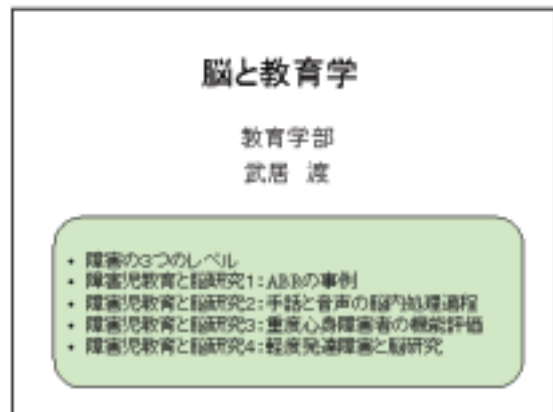 脳と教育学
教育学部
武居 渡
・ 障害の3つのレベル
・ 障害児教育と脳研究1:ABRの事例
・ 障害児教育と脳研究2:手話と音声の脳内処理過程
・ 障害児教育と脳研究3:重度心身障害者の機能評価
・ 障害児教育と脳研究4:軽度発達障害と脳研究